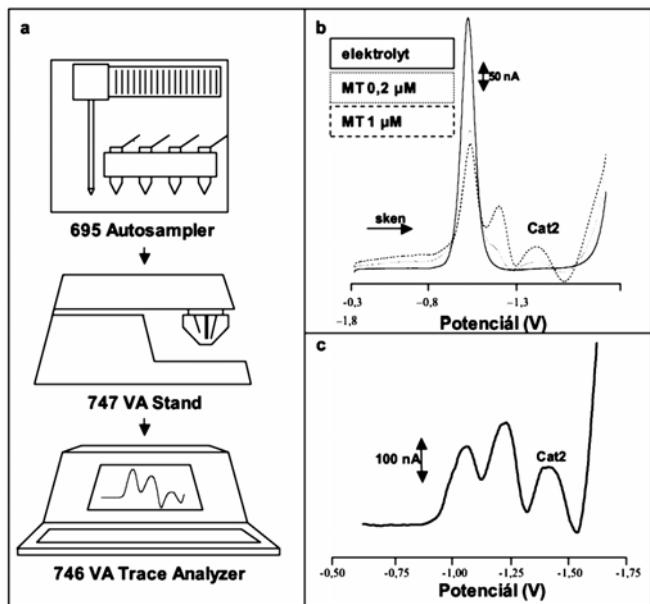 a
695 Autosampler
747 VA Stand
746 VA Trace Analyzer
b
elektrolyt
MT 0,2 µM
MT 1 µM
50 nA
sken
Cat2
-0,3 -0,8 -1,3
-1,8
Potenciál (V)
c
100 nA
Cat2
-0,50 -0,75 -1,00 -1,25 -1,50 -1,75
Potenciál (V)